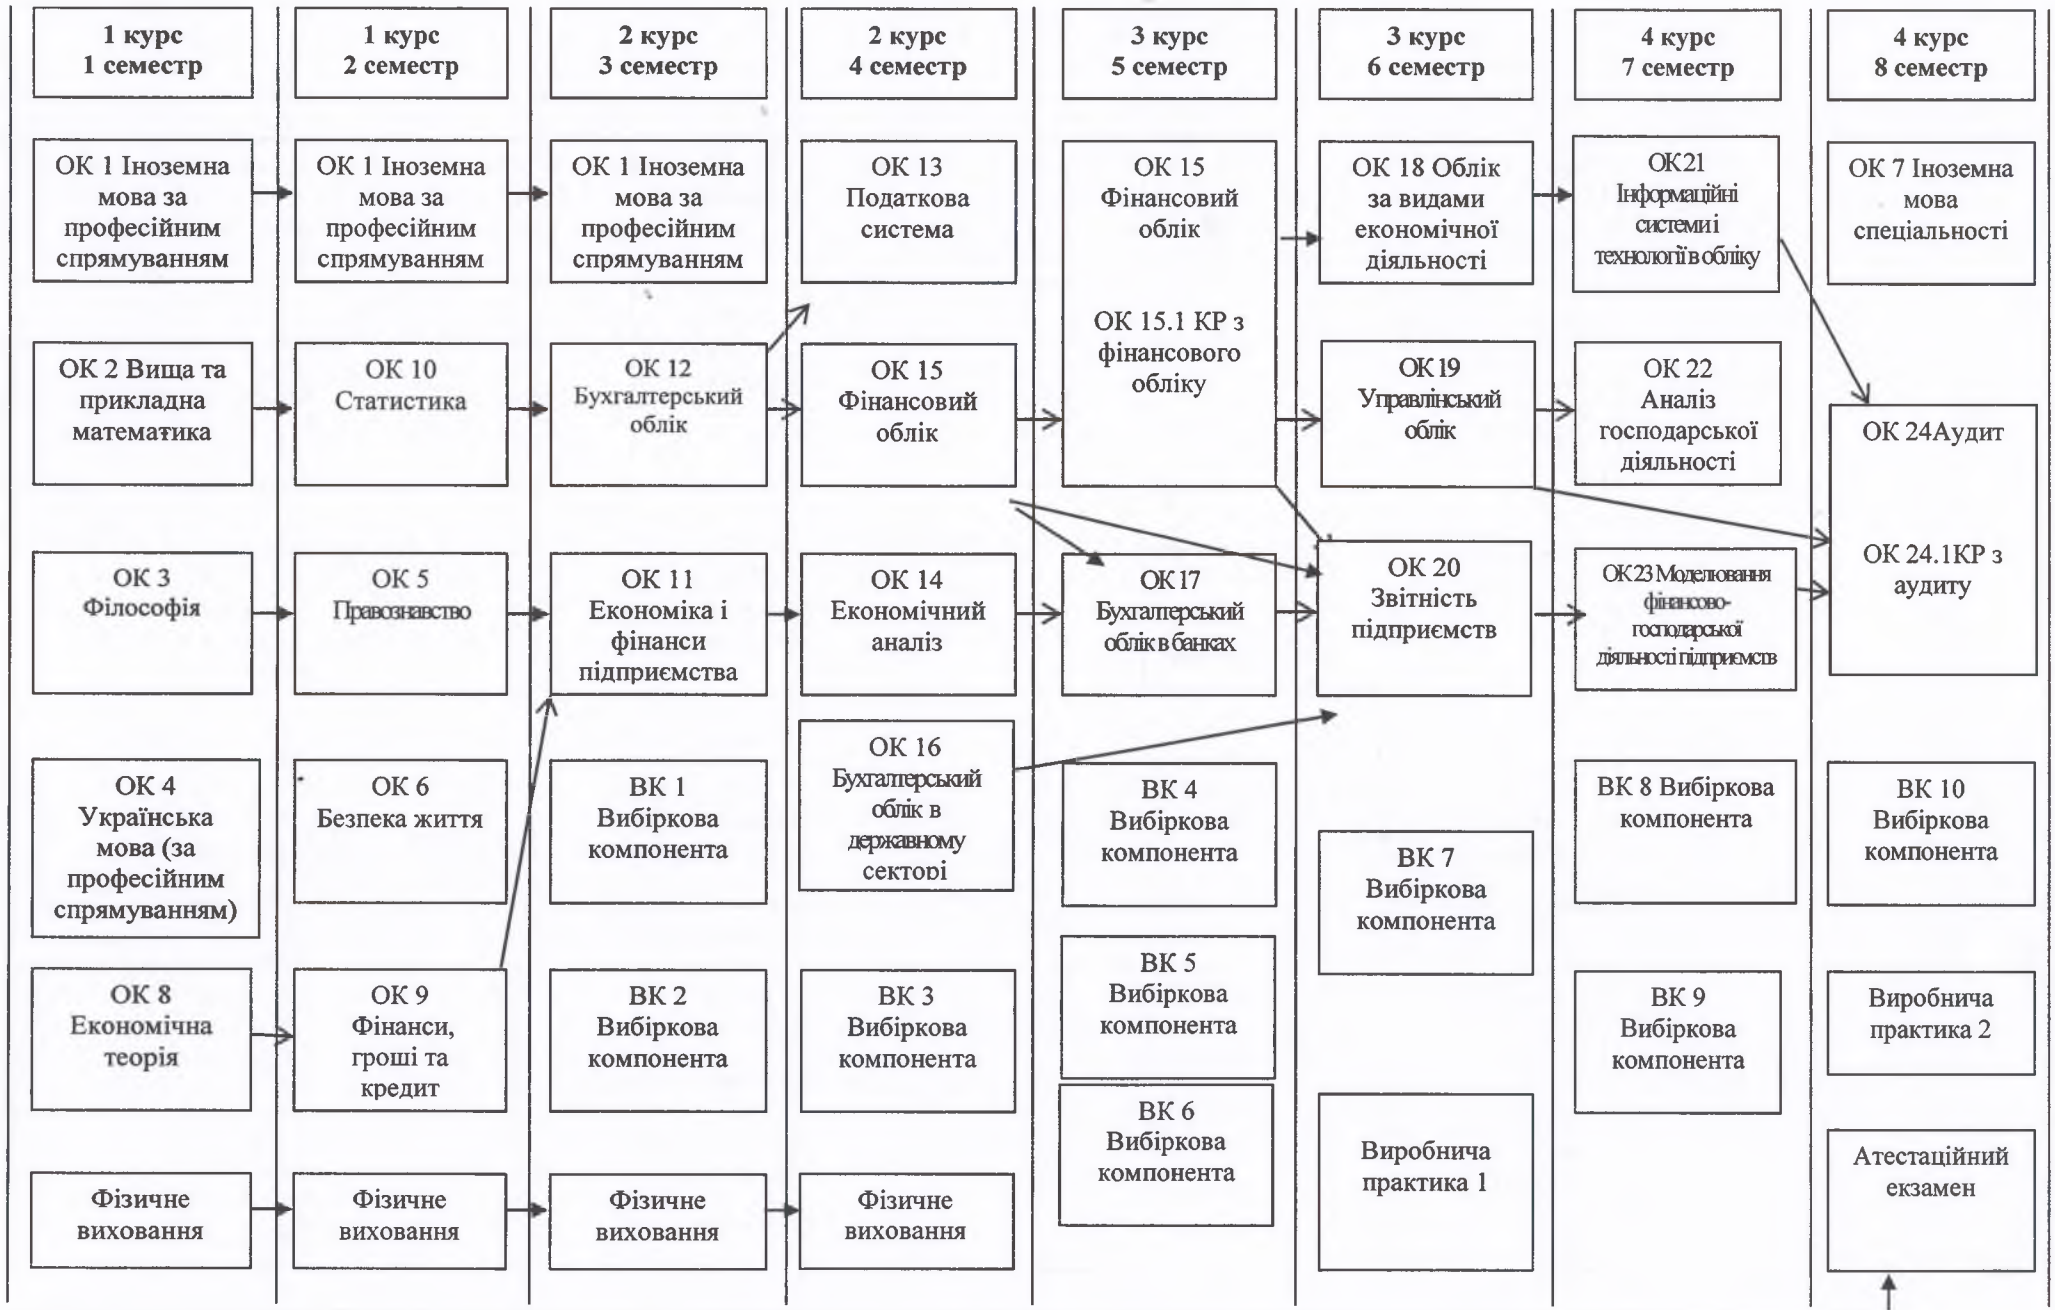 1 курс
1 семестр
1 курс
2 семестр
2 курс
3 семестр
2 курс
4 семестр
3 курс
5 семестр
3 курс
6 семестр
4 курс
7 семестр
4 курс
8 семестр
ОК 1 Іноземна
мова за
професійним
спрямуванням
ОК 1 Іноземна
мова за
професійним
спрямуванням
ОК 1 Іноземна
мова за
професійним
спрямуванням
ОК 13
Податкова
система
ОК 15
Фінансовий
облік
ОК 15.1 КР з
фінансового
обліку
ОК 18 Облік
за видами
економічної
діяльності
ОК21
Інформаційні
системи і
технології в обліку
ОК 7 Іноземна
мова
спеціальності
ОК 2 Вища та
прикладна
математика
ОК 10
Статистика
ОК 12
Бухгалтерський
облік
ОК 15
Фінансовий
облік
ОК 19
Управлінський
облік
ОК 22
Аналіз
господарської
діяльності
ОК 24Аудит
ОК 24.1КР з
аудиту
ОК 3
Філософія
ОК 5
Правознавство
ОК 11
Економіка і
фінанси
підприємства
ОК 14
Економічний
аналіз
ОК 17
Бухгалтерський
облік в банках
ОК 20
Звітність
підприємств
ОК23 Моделювання
фінансово-
господарської
діяльності підприємств
ОК 4
Українська
мова (за
професійним
спрямуванням)
ОК 6
Безпека життя
ВК 1
Вибіркова
компонента
ОК 16
Бухгалтерський
облік в
державному
секторі
ВК 4
Вибіркова
компонента
ВК 7
Вибіркова
компонента
ВК 8 Вибіркова
компонента
ВК 10
Вибіркова
компонента
ОК 8
Економічна
теорія
ОК 9
Фінанси,
гроші та
кредит
ВК 2
Вибіркова
компонента
ВК 3
Вибіркова
компонента
ВК 5
Вибіркова
компонента
ВК 9
Вибіркова
компонента
Виробнича
практика 2
ВК 6
Вибіркова
компонента
Виробнича
практика 1
Атестаційний
екзамен
Фізичне
виховання
Фізичне
виховання
Фізичне
виховання
Фізичне
виховання